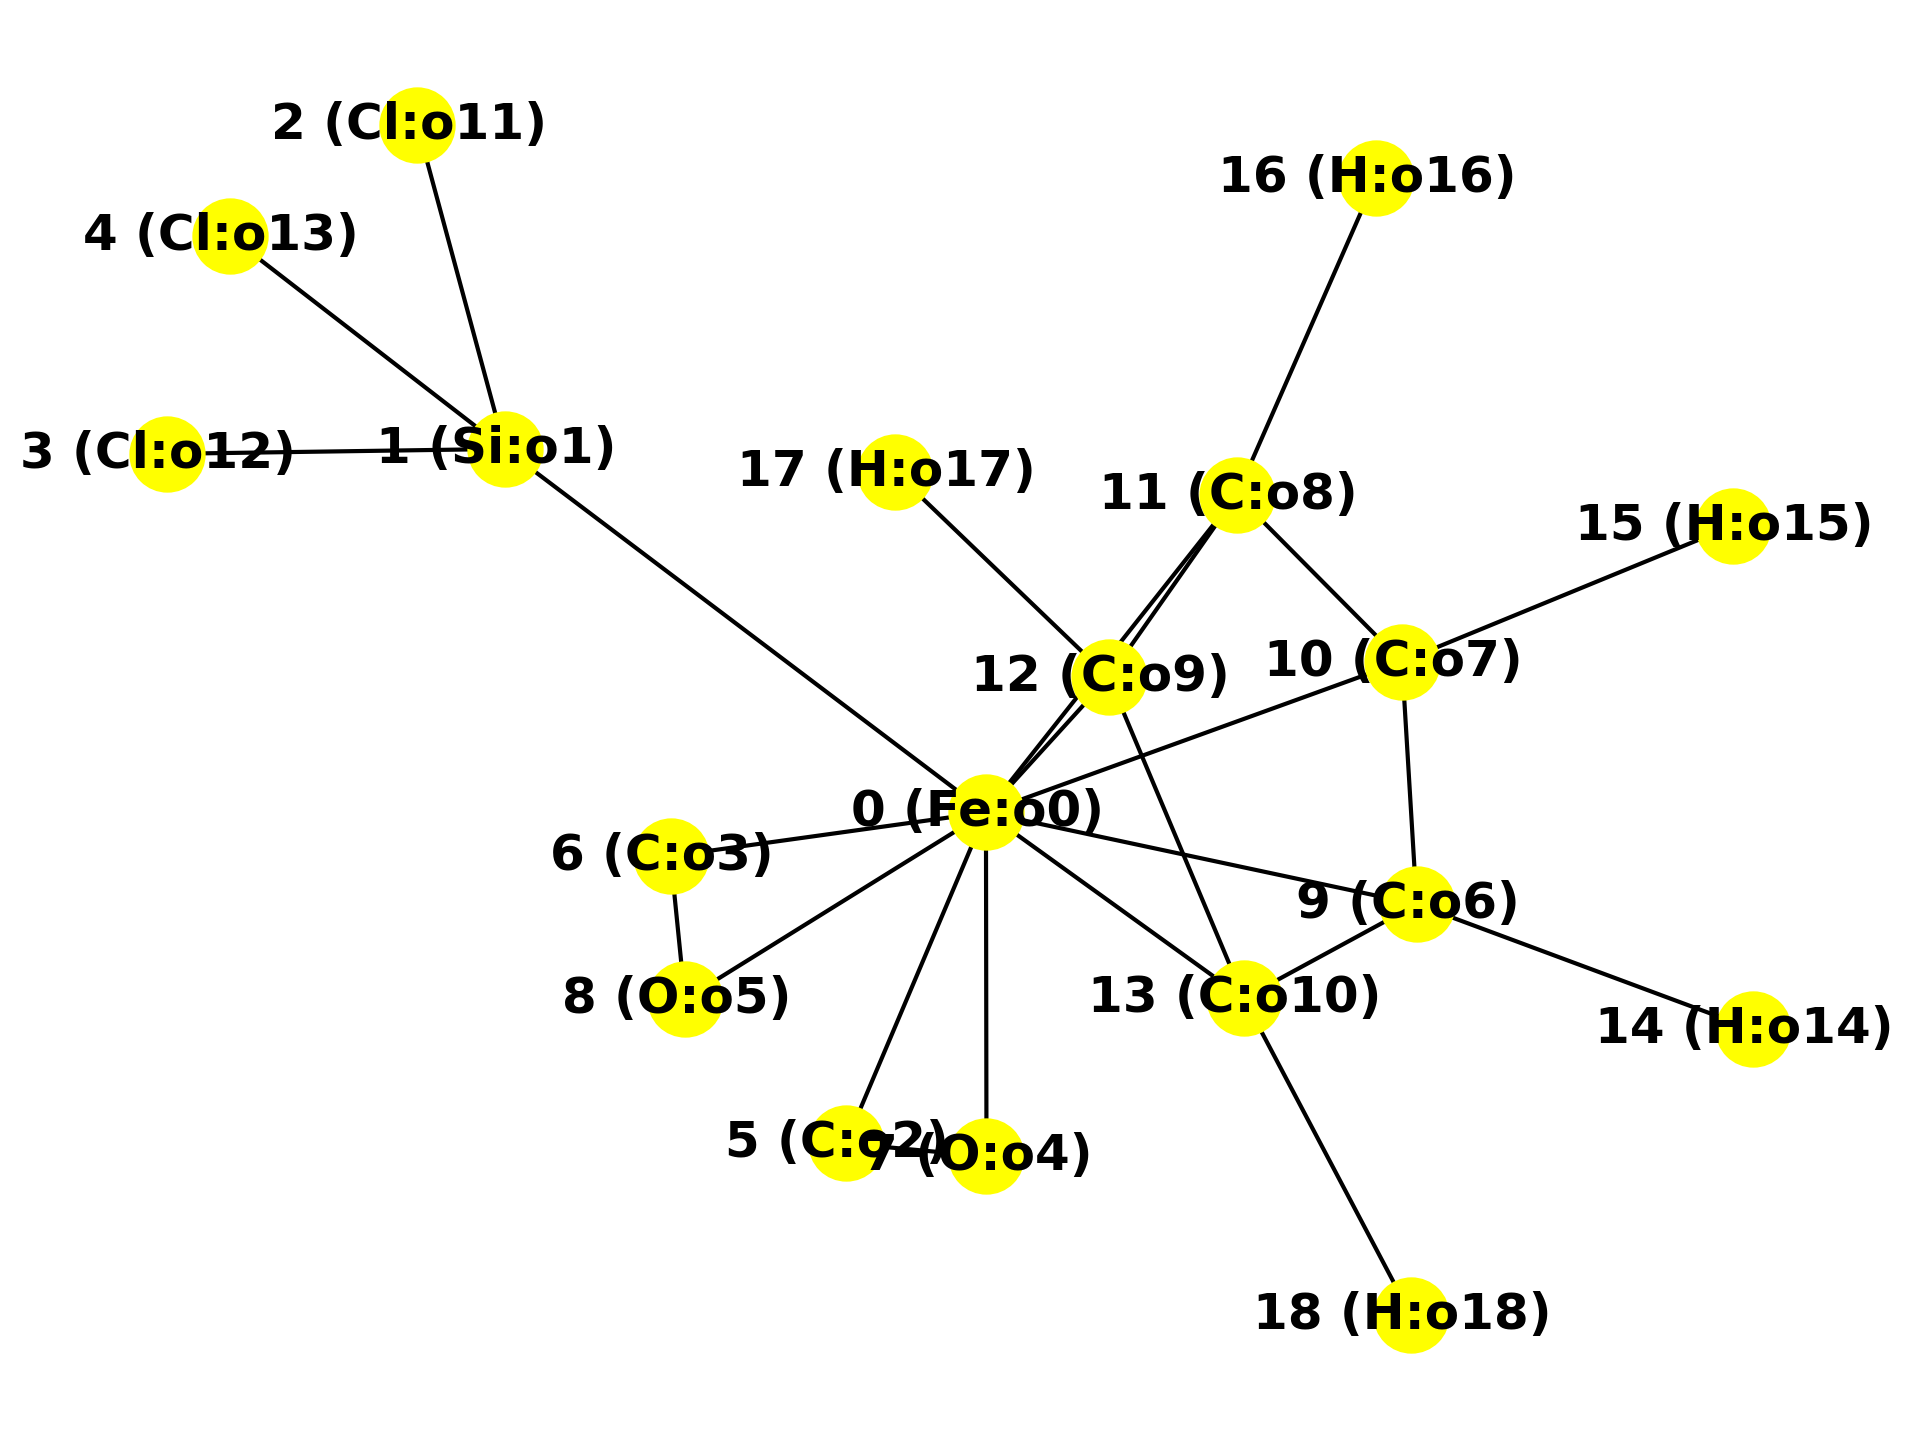 2 (Cl:o11)
16 (H:o16)
4 (Cl:o13)
3 (Cl:o12)
1 (Si:o1)
17 (H:o17)
11 (C:o8)
15 (H:o15)
12 (C:o9)
10 (C:o7)
0 (Fe:o0)
6 (C:o3)
9 (C:o6)
8 (O:o5)
13 (C:o10)
14 (H:o14)
5 (C:o2)
7 (O:o4)
18 (H:o18)